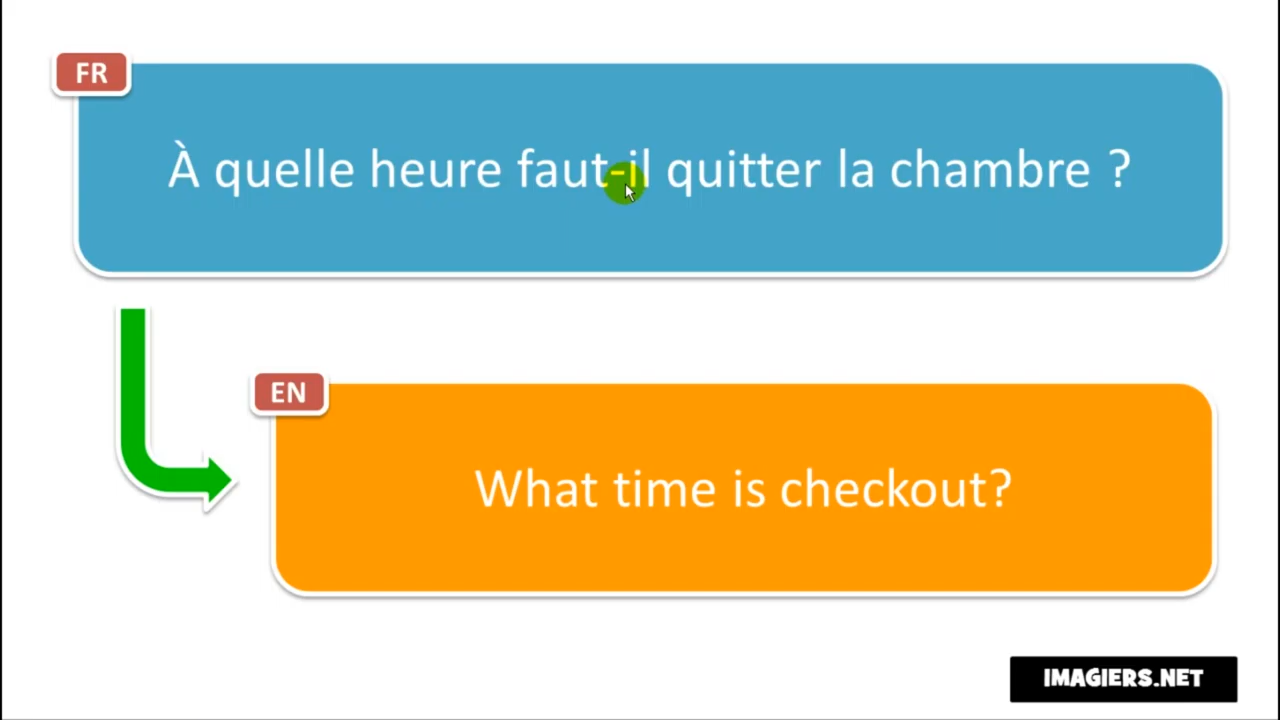 FR
À quelle heure faut-il quitter la chambre ?
EN
What time is checkout?
IMAGIERS.NET